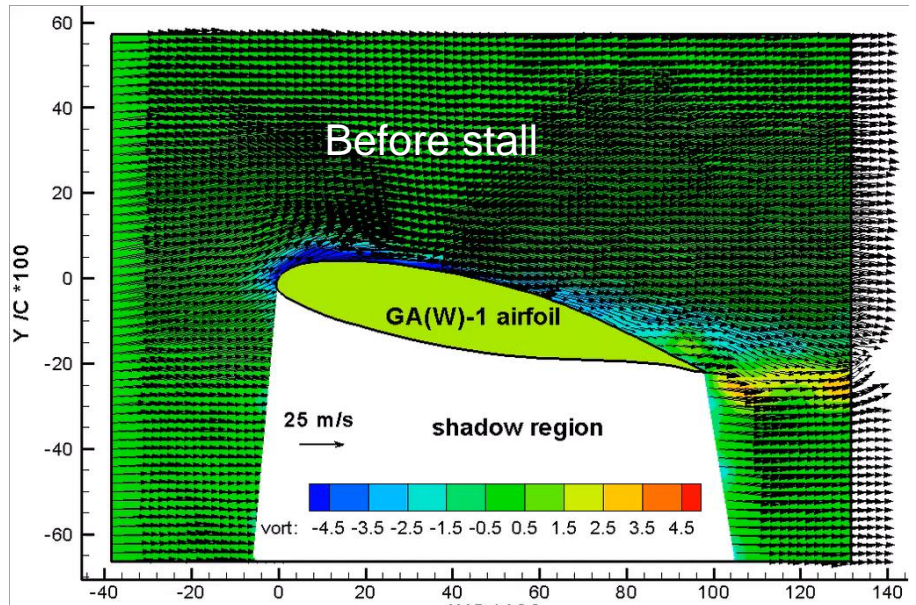 60
40
Before stall
20
0
Y /C *100
GA(W)-1 airfoil
-20
25 m/s
shadow region
-40
vort: -4.5 -3.5 -2.5 -1.5 -0.5 0.5 1.5 2.5 3.5 4.5
-60
-40 -20 0 20 40 60 80 100 120 140